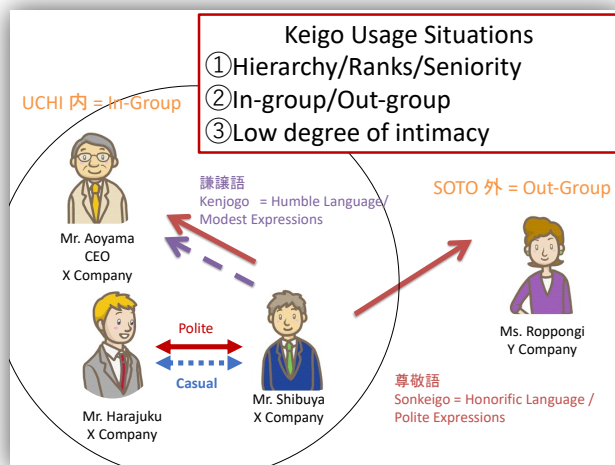 Keigo Usage Situations
①Hierarchy/Ranks/Seniority
②In-group/Out-group
③Low degree of intimacy
UCHI 内 = In-Group
SOTO 外 = Out-Group
謙譲語
Kenjogo = Humble Language/
Modest Expressions
Mr. Aoyama
CEO
X Company
Ms. Roppongi
Y Company
Polite
Casual
Mr. Harajuku
X Company
Mr. Shibuya
X Company
尊敬語
Sonkeigo = Honorific Language /
Polite Expressions